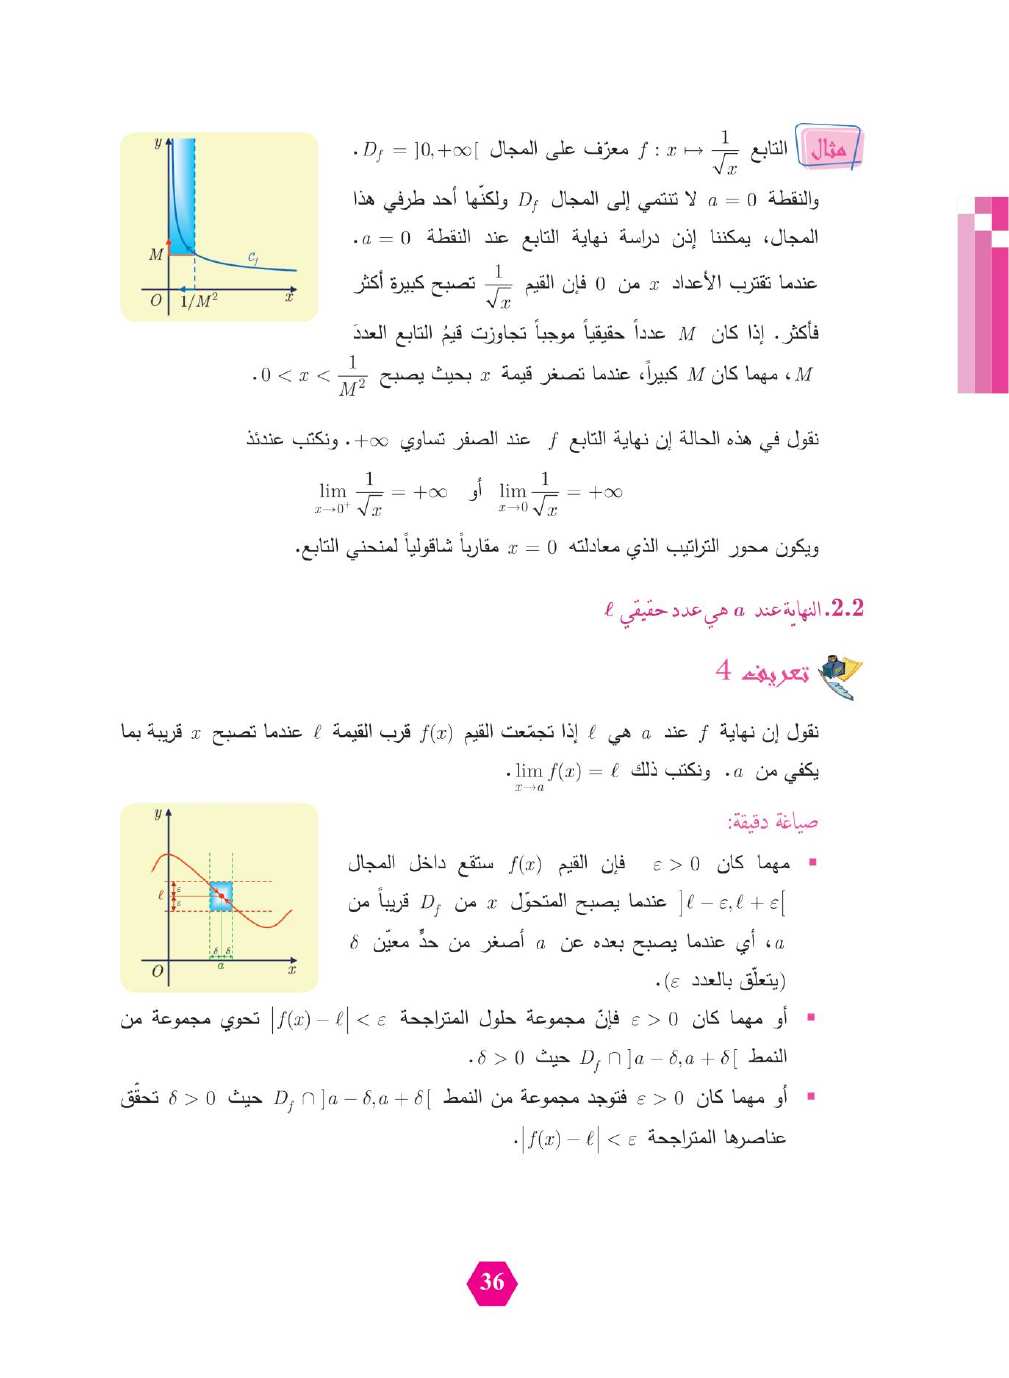 مثال التابع f : x ↦ 1/√x معرّف على المجال D_f = ]0,+∞[ .
والنقطة a = 0 لا تنتمي إلى المجال D_f ولكنّها أحد طرفي هذا
المجال، يمكننا إذن دراسة نهاية التابع عند النقطة a = 0.
عندما تقترب الأعداد x من 0 فإن القيم 1/√x تصبح كبيرة أكثر
فأكثر. إذا كان M عدداً حقيقياً موجباً تجاوزت قيمُ التابع العددَ
M، مهما كان M كبيراً، عندما تصغر قيمة x بحيث يصبح 0 < x < 1/M².
y
M
C_f
O
1/M²
x
نقول في هذه الحالة إن نهاية التابع f عند الصفر تساوي +∞. ونكتب عندئذ
lim_{x→0} 1/√x = +∞ أو lim_{x→0⁺} 1/√x = +∞
ويكون محور التراتيب الذي معادلته x = 0 مقارباً شاقولياً لمنحني التابع.
2.2. النهاية عند a هي عدد حقيقي ℓ
تعريف 4
نقول إن نهاية f عند a هي ℓ إذا تجمّعت القيم f(x) قرب القيمة ℓ عندما تصبح x قريبة بما
يكفي من a. ونكتب ذلك lim_{x→a} f(x) = ℓ.
صياغة دقيقة:
▪ مهما كان ε > 0 فإن القيم f(x) ستقع داخل المجال
]ℓ − ε, ℓ + ε[ عندما يصبح المتحوّل x من D_f قريباً من
a، أي عندما يصبح بعده عن a أصغر من حدٍّ معيّن δ
(يتعلّق بالعدد ε).
y
ℓ
ε
ε
δ δ
a
O
x
▪ أو مهما كان ε > 0 فإنّ مجموعة حلول المتراجحة |f(x) − ℓ| < ε تحوي مجموعة من
النمط D_f ∩ ]a − δ, a + δ[ حيث δ > 0.
▪ أو مهما كان ε > 0 فتوجد مجموعة من النمط D_f ∩ ]a − δ, a + δ[ حيث δ > 0 تحقّق
عناصرها المتراجحة |f(x) − ℓ| < ε.
36